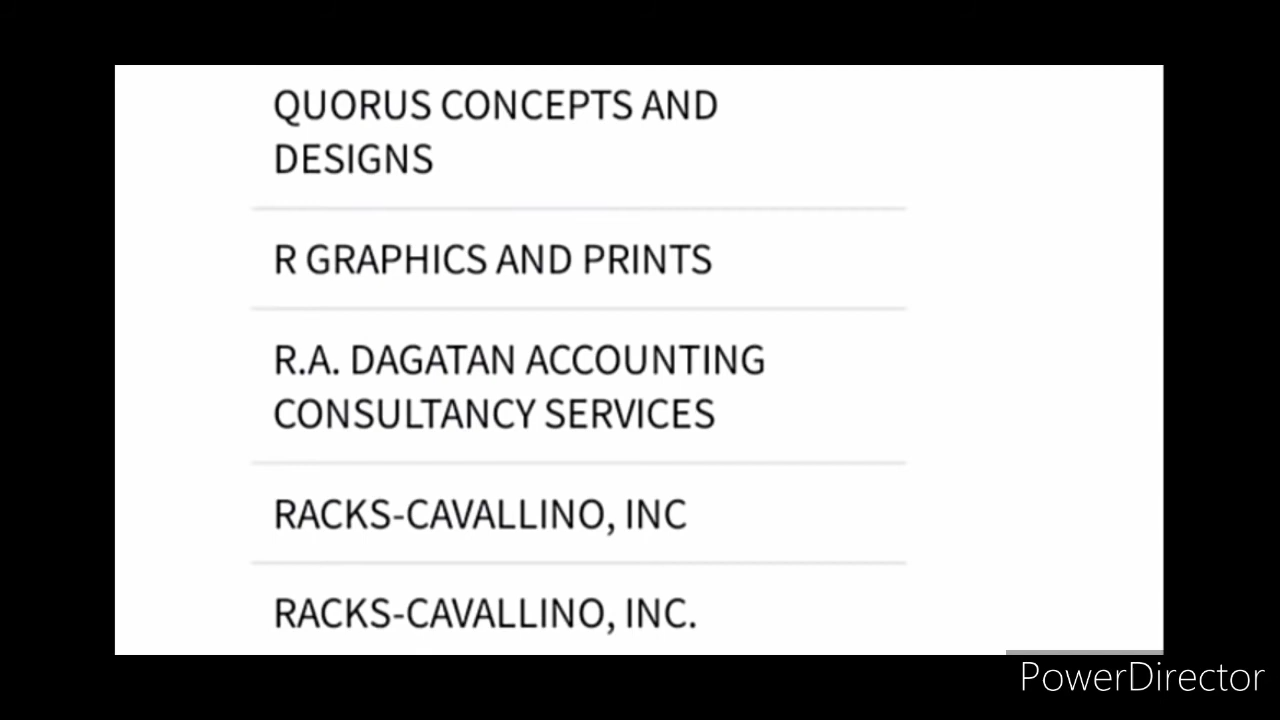 QUORUS CONCEPTS AND
DESIGNS
R GRAPHICS AND PRINTS
R.A. DAGATAN ACCOUNTING
CONSULTANCY SERVICES
RACKS-CAVALLINO, INC
RACKS-CAVALLINO, INC.
PowerDirector